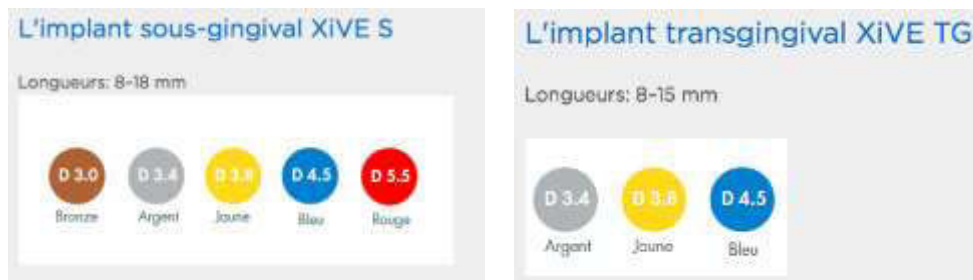 L'implant sous-gingival XiVE S
Longueurs: 8-18 mm
D 3.0 D 3.4 D 3.8 D 4.5 D 5.5
Bronze Argent Jaune Bleu Rouge
L'implant transgingival XiVE TG
Longueurs: 8-15 mm
D 3.4 D 3.8 D 4.5
Argent Jaune Bleu